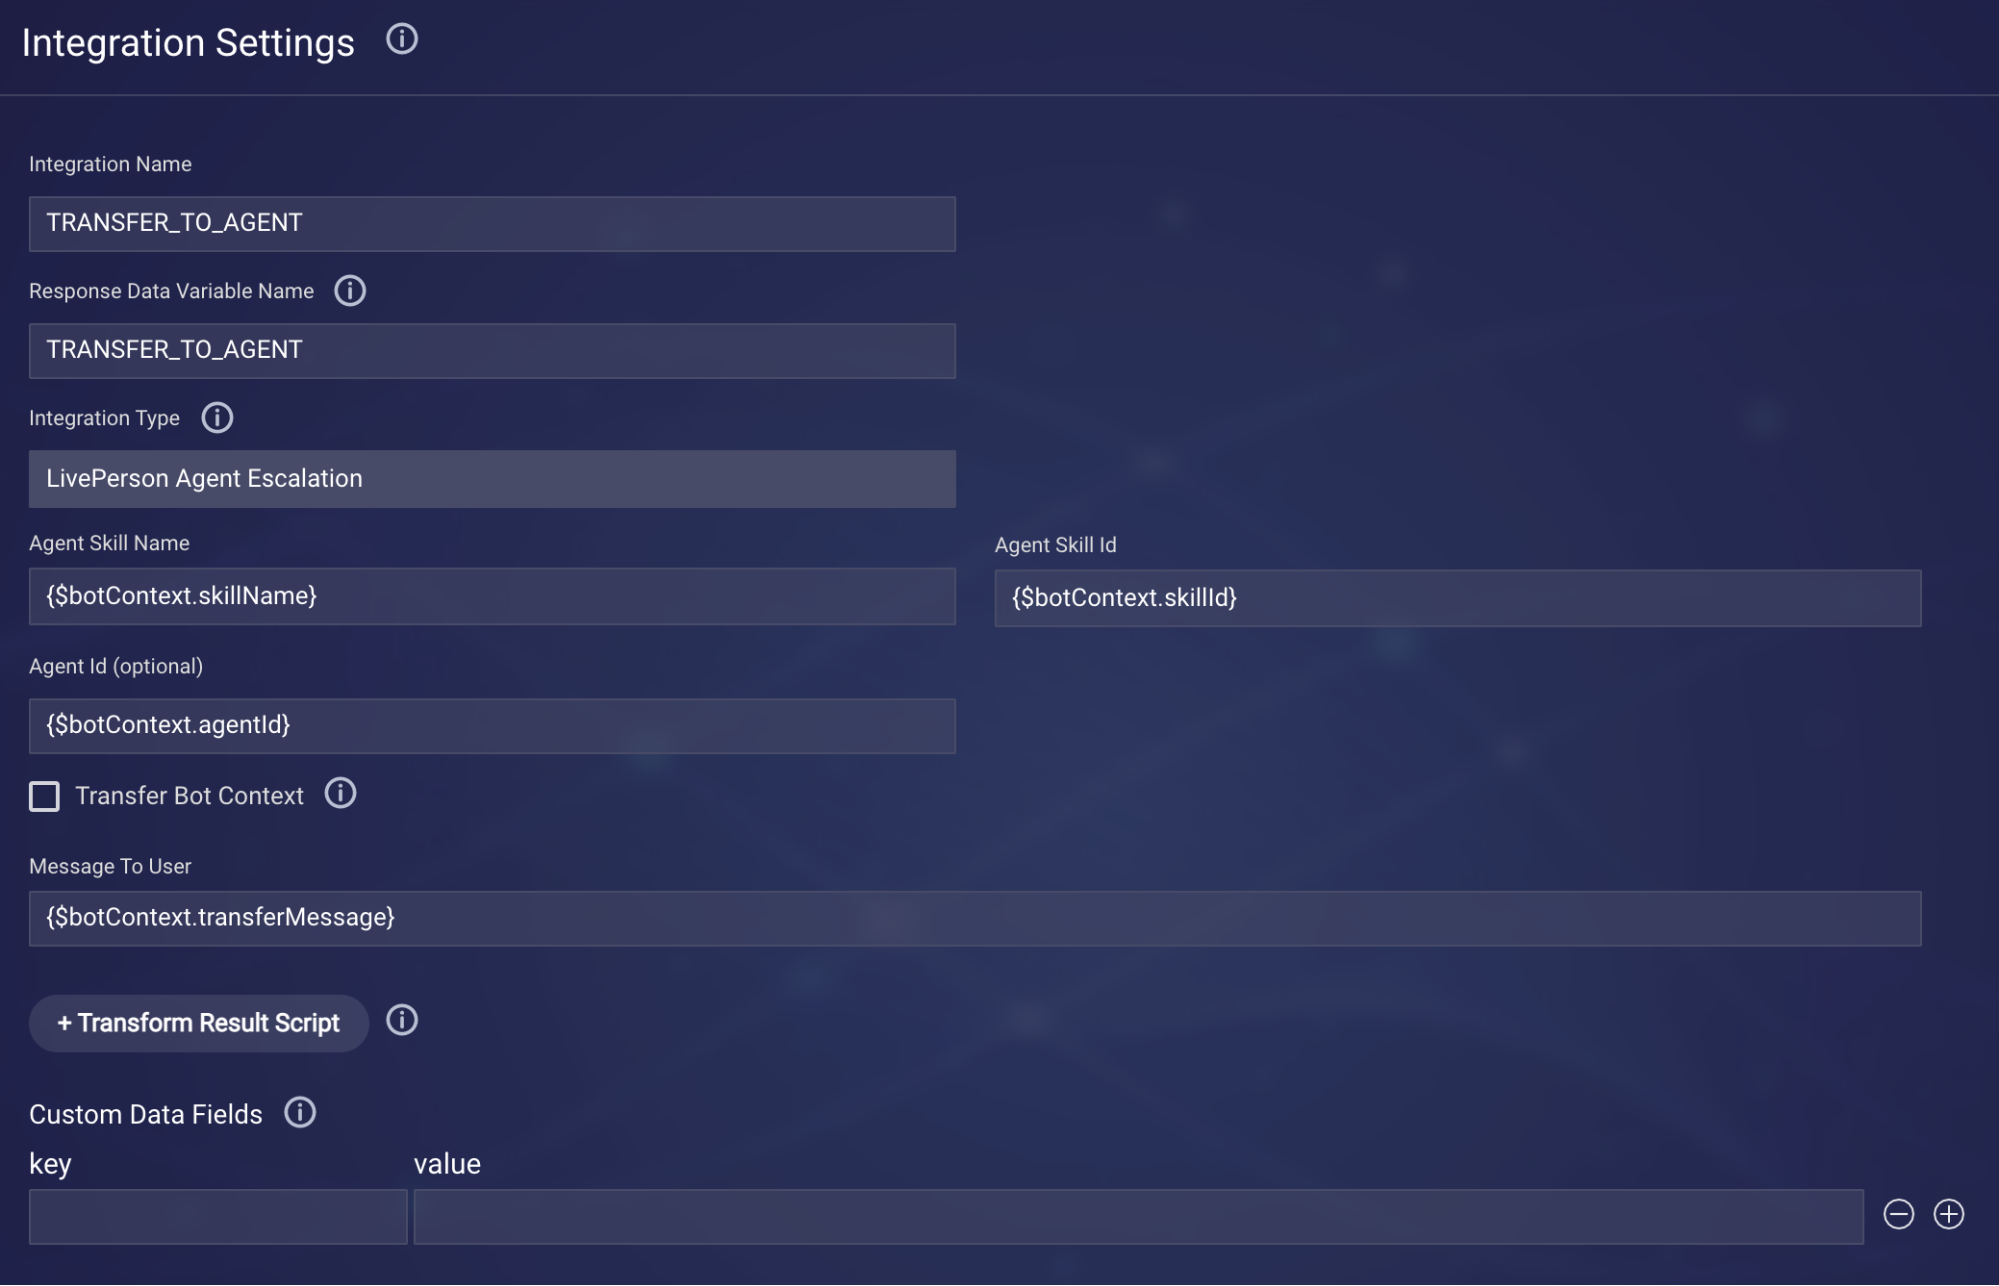 Integration Settings
Integration Name
TRANSFER_TO_AGENT
Response Data Variable Name
TRANSFER_TO_AGENT
Integration Type
LivePerson Agent Escalation
Agent Skill Name
{$botContext.skillName}
Agent Skill Id
{$botContext.skillId}
Agent Id (optional)
{$botContext.agentId}
Transfer Bot Context
Message To User
{$botContext.transferMessage}
+ Transform Result Script
Custom Data Fields
key value